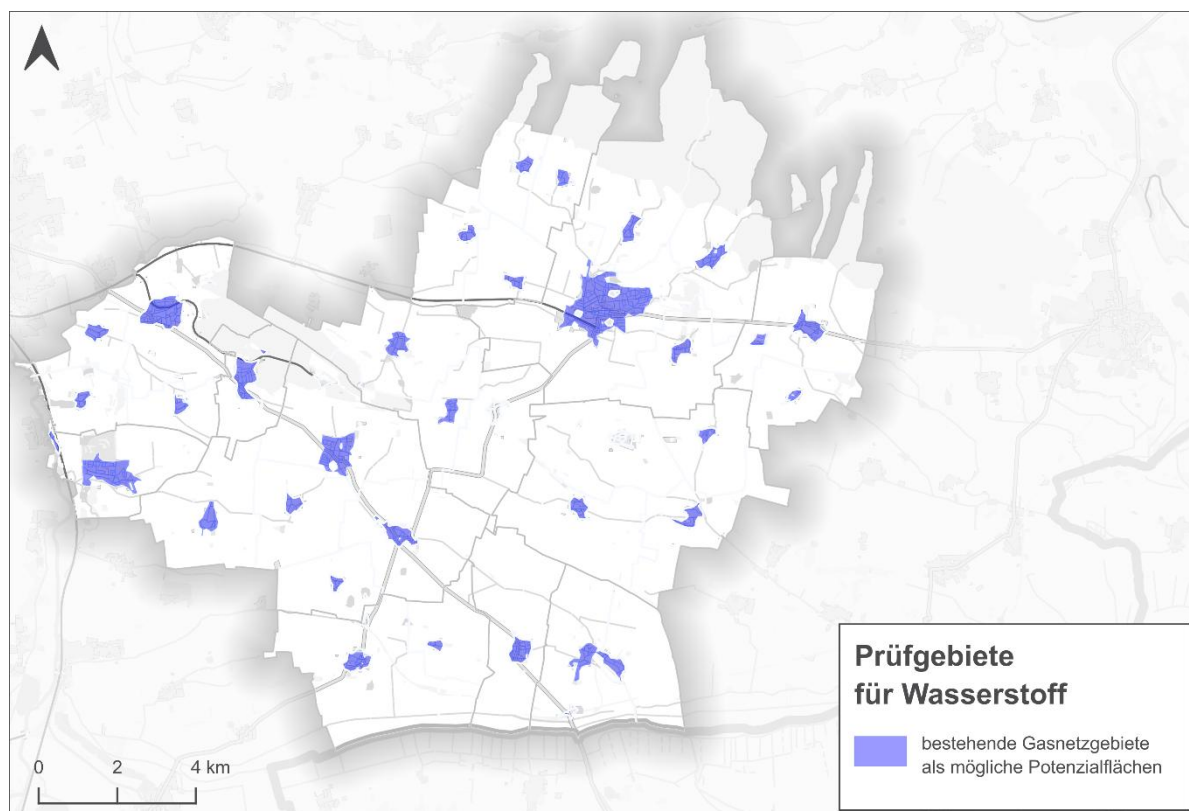 0 2 4 km
Prüfgebiete
für Wasserstoff
bestehende Gasnetzgebiete
als mögliche Potenzialflächen